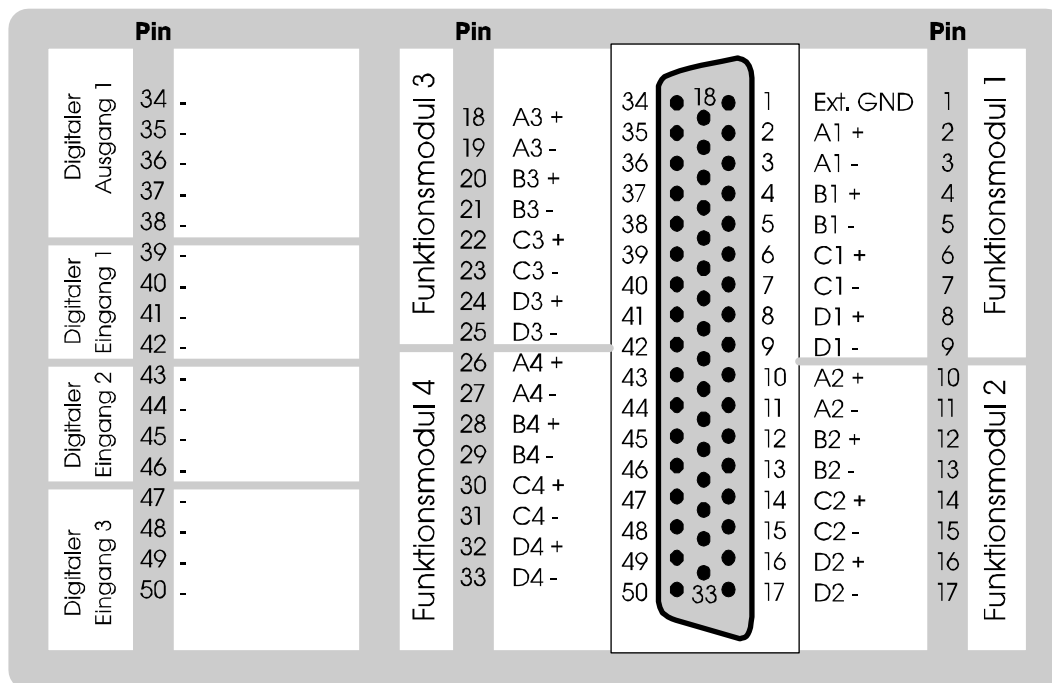 Pin
Digitaler
Ausgang 1
34 -
35 -
36 -
37 -
38 -
Digitaler
Eingang 1
39 -
40 -
41 -
42 -
Digitaler
Eingang 2
43 -
44 -
45 -
46 -
Digitaler
Eingang 3
47 -
48 -
49 -
50 -
Pin
Funktionsmodul 3
18 A3 +
19 A3 -
20 B3 +
21 B3 -
22 C3 +
23 C3 -
24 D3 +
25 D3 -
Funktionsmodul 4
26 A4 +
27 A4 -
28 B4 +
29 B4 -
30 C4 +
31 C4 -
32 D4 +
33 D4 -
34 18 1
35 2
36 3
37 4
38 5
39 6
40 7
41 8
42 9
43 10
44 11
45 12
46 13
47 14
48 15
49 16
50 33 17
Pin
Funktionsmodul 1
Ext. GND 1
A1 + 2
A1 - 3
B1 + 4
B1 - 5
C1 + 6
C1 - 7
D1 + 8
D1 - 9
Funktionsmodul 2
A2 + 10
A2 - 11
B2 + 12
B2 - 13
C2 + 14
C2 - 15
D2 + 16
D2 - 17